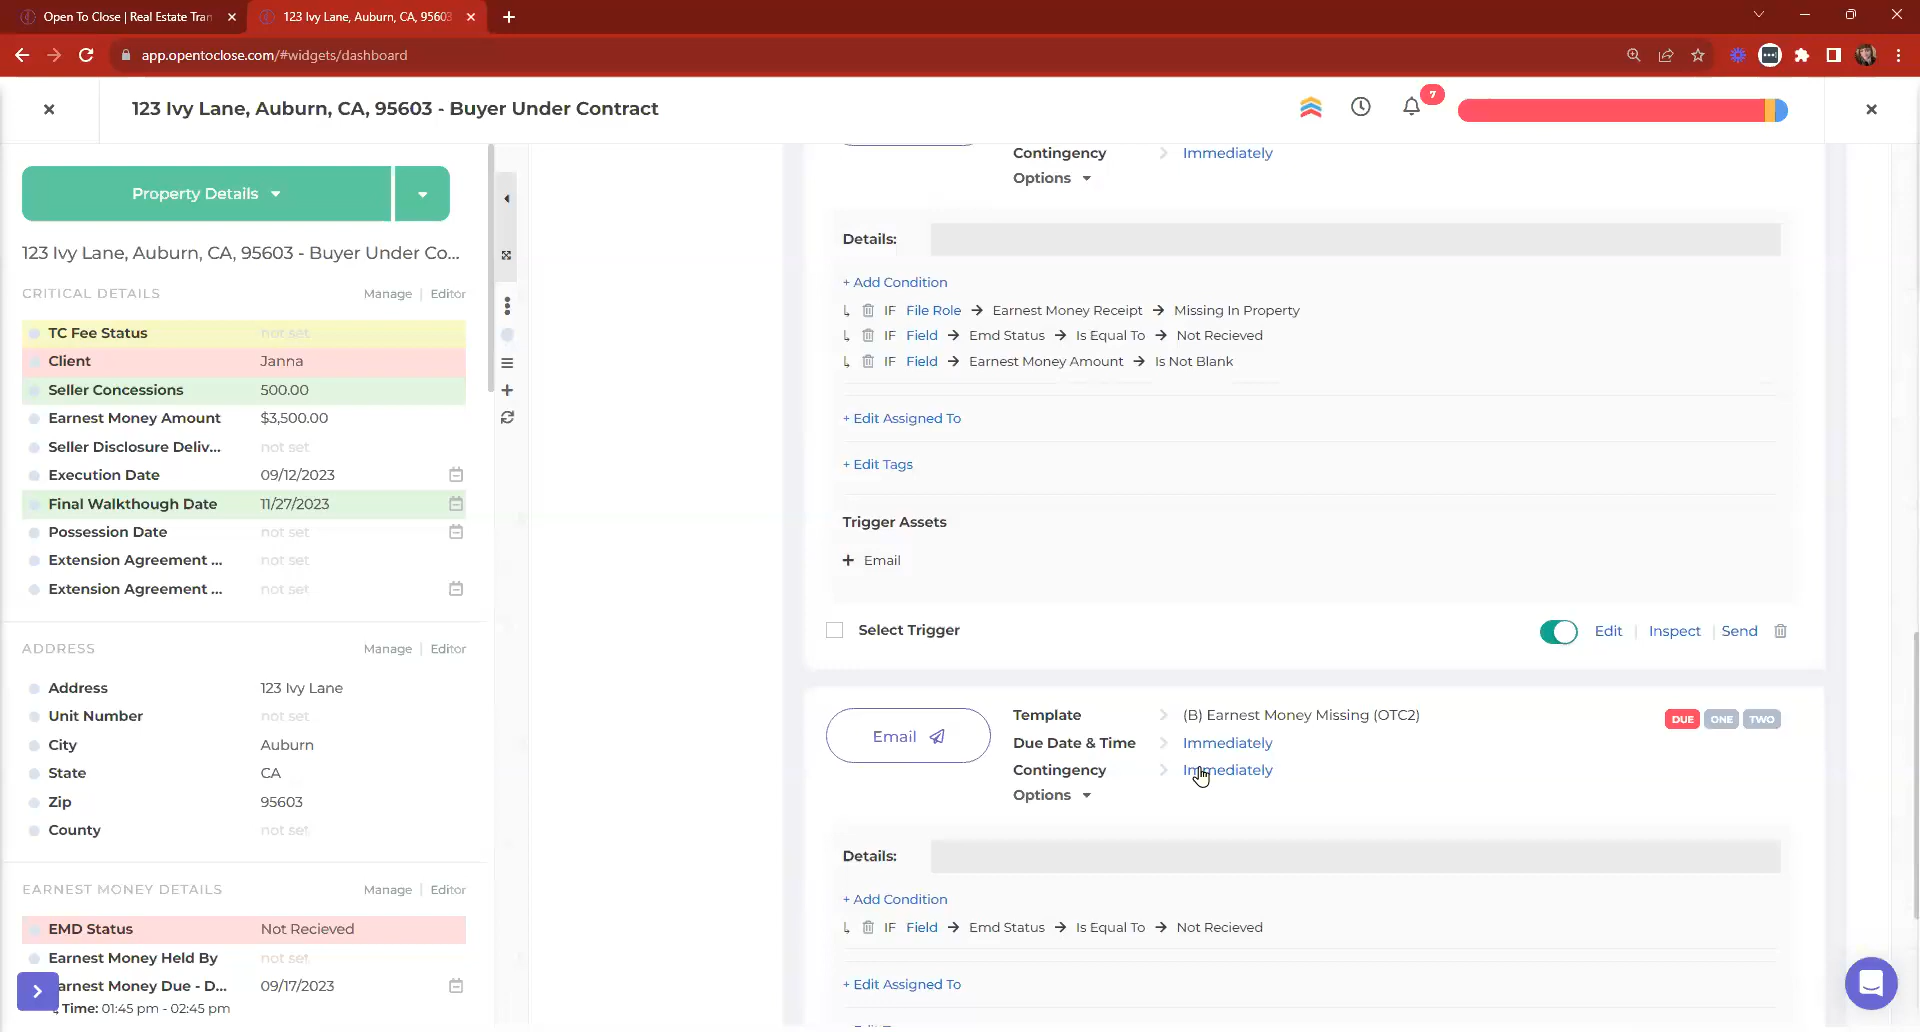 Open To Close | Real Estate Tran
123 Ivy Lane, Auburn, CA, 95603
app.opentoclose.com/#widgets/dashboard
123 Ivy Lane, Auburn, CA, 95603 - Buyer Under Contract
7
Property Details
123 Ivy Lane, Auburn, CA, 95603 - Buyer Under Co...
CRITICAL DETAILS Manage | Editor
TC Fee Status not set
Client Janna
Seller Concessions 500.00
Earnest Money Amount $3,500.00
Seller Disclosure Deliv... not set
Execution Date 09/12/2023
Final Walkthough Date 11/27/2023
Possession Date not set
Extension Agreement ... not set
Extension Agreement ... not set
ADDRESS Manage | Editor
Address 123 Ivy Lane
Unit Number not set
City Auburn
State CA
Zip 95603
County not set
EARNEST MONEY DETAILS Manage | Editor
EMD Status Not Recieved
Earnest Money Held By not set
arnest Money Due - D... 09/17/2023
Time: 01:45 pm - 02:45 pm
Contingency Immediately
Options
Details:
+ Add Condition
IF File Role → Earnest Money Receipt → Missing In Property
IF Field → Emd Status → Is Equal To → Not Recieved
IF Field → Earnest Money Amount → Is Not Blank
+ Edit Assigned To
+ Edit Tags
Trigger Assets
+ Email
Select Trigger Edit | Inspect | Send
Email
Template (B) Earnest Money Missing (OTC2)
DUE ONE TWO
Due Date & Time Immediately
Contingency Immediately
Options
Details:
+ Add Condition
IF Field → Emd Status → Is Equal To → Not Recieved
+ Edit Assigned To